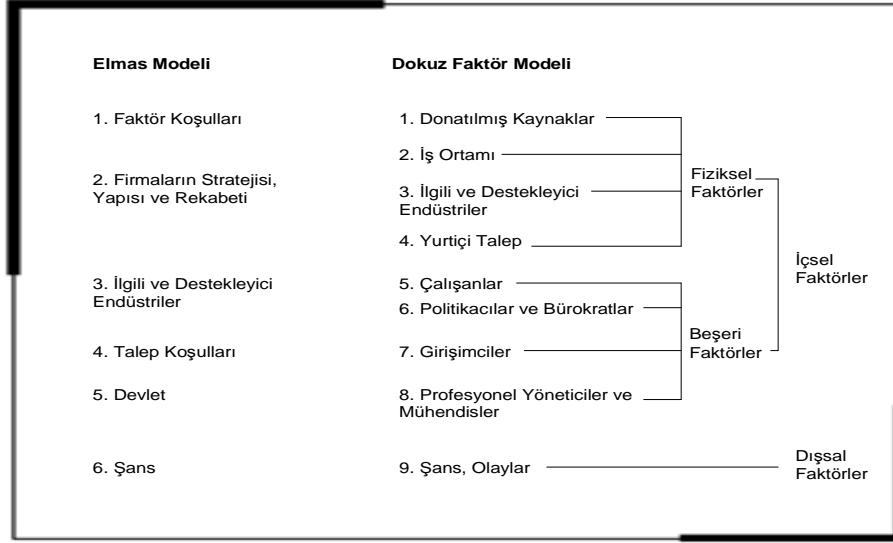 Elmas Modeli
Dokuz Faktör Modeli
1. Faktör Koşulları
1. Donatılmış Kaynaklar
2. İş Ortamı
2. Firmaların Stratejisi,
Yapısı ve Rekabeti
3. İlgili ve Destekleyici
Endüstriler
Fiziksel
Faktörler
4. Yurtiçi Talep
İçsel
Faktörler
3. İlgili ve Destekleyici
Endüstriler
5. Çalışanlar
6. Politikacılar ve Bürokratlar
Beşeri
Faktörler
4. Talep Koşulları
7. Girişimciler
5. Devlet
8. Profesyonel Yöneticiler ve
Mühendisler
6. Şans
9. Şans, Olaylar
Dışsal
Faktörler